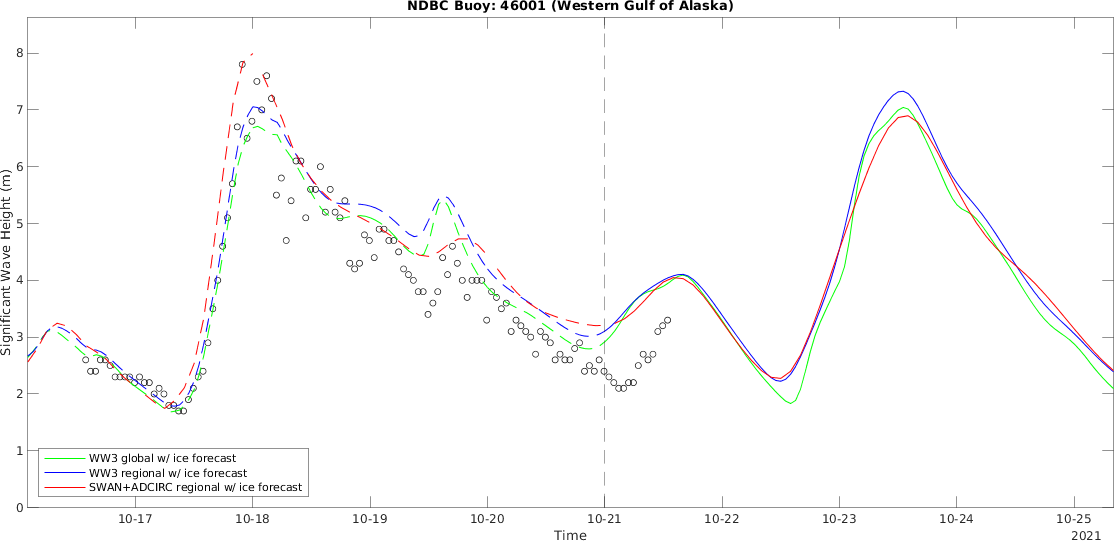 NDBC Buoy: 46001 (Western Gulf of Alaska)
Significant Wave Height (m)
8
7
6
5
4
3
2
1
0
WW3 global w/ ice forecast
WW3 regional w/ ice forecast
SWAN+ADCIRC regional w/ ice forecast
10-17 10-18 10-19 10-20 10-21 10-22 10-23 10-24 10-25
Time
2021